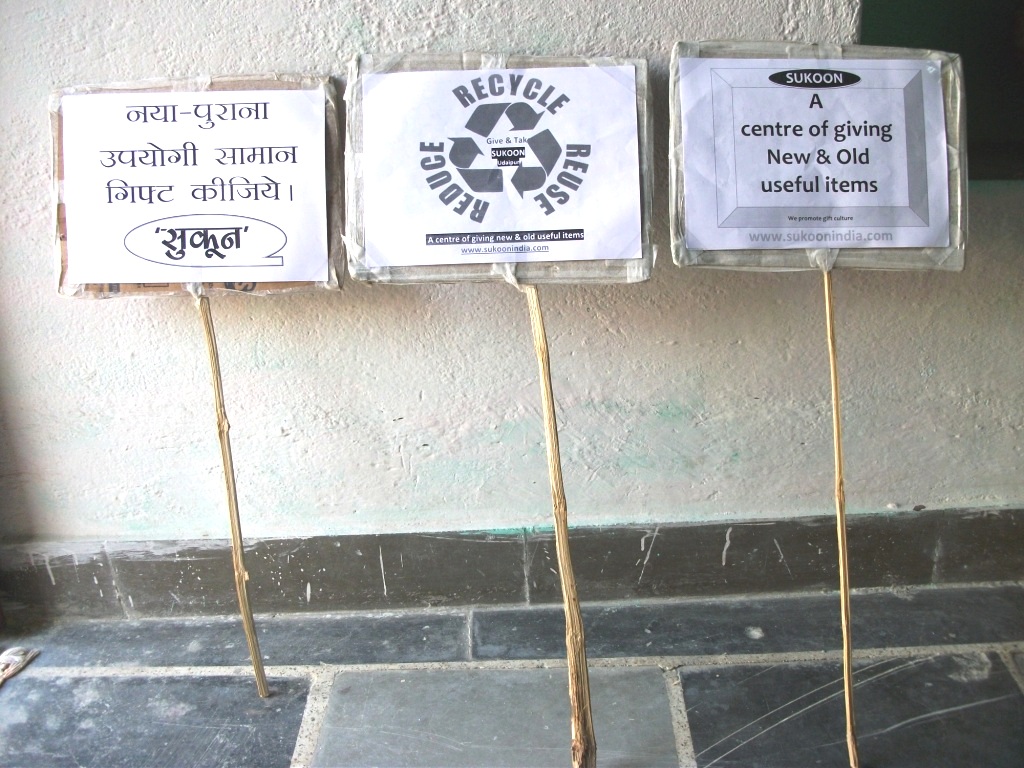 नया-पुराना
उपयोगी सामान
गिफ्ट कीजिये।
'सुकून'
RECYCLE
REDUCE
REUSE
Give & Take
SUKOON
Udaipur
A centre of giving new & old useful items
www.sukoonindia.com
SUKOON
A
centre of giving
New & Old
useful items
We promote gift culture
www.sukoonindia.com